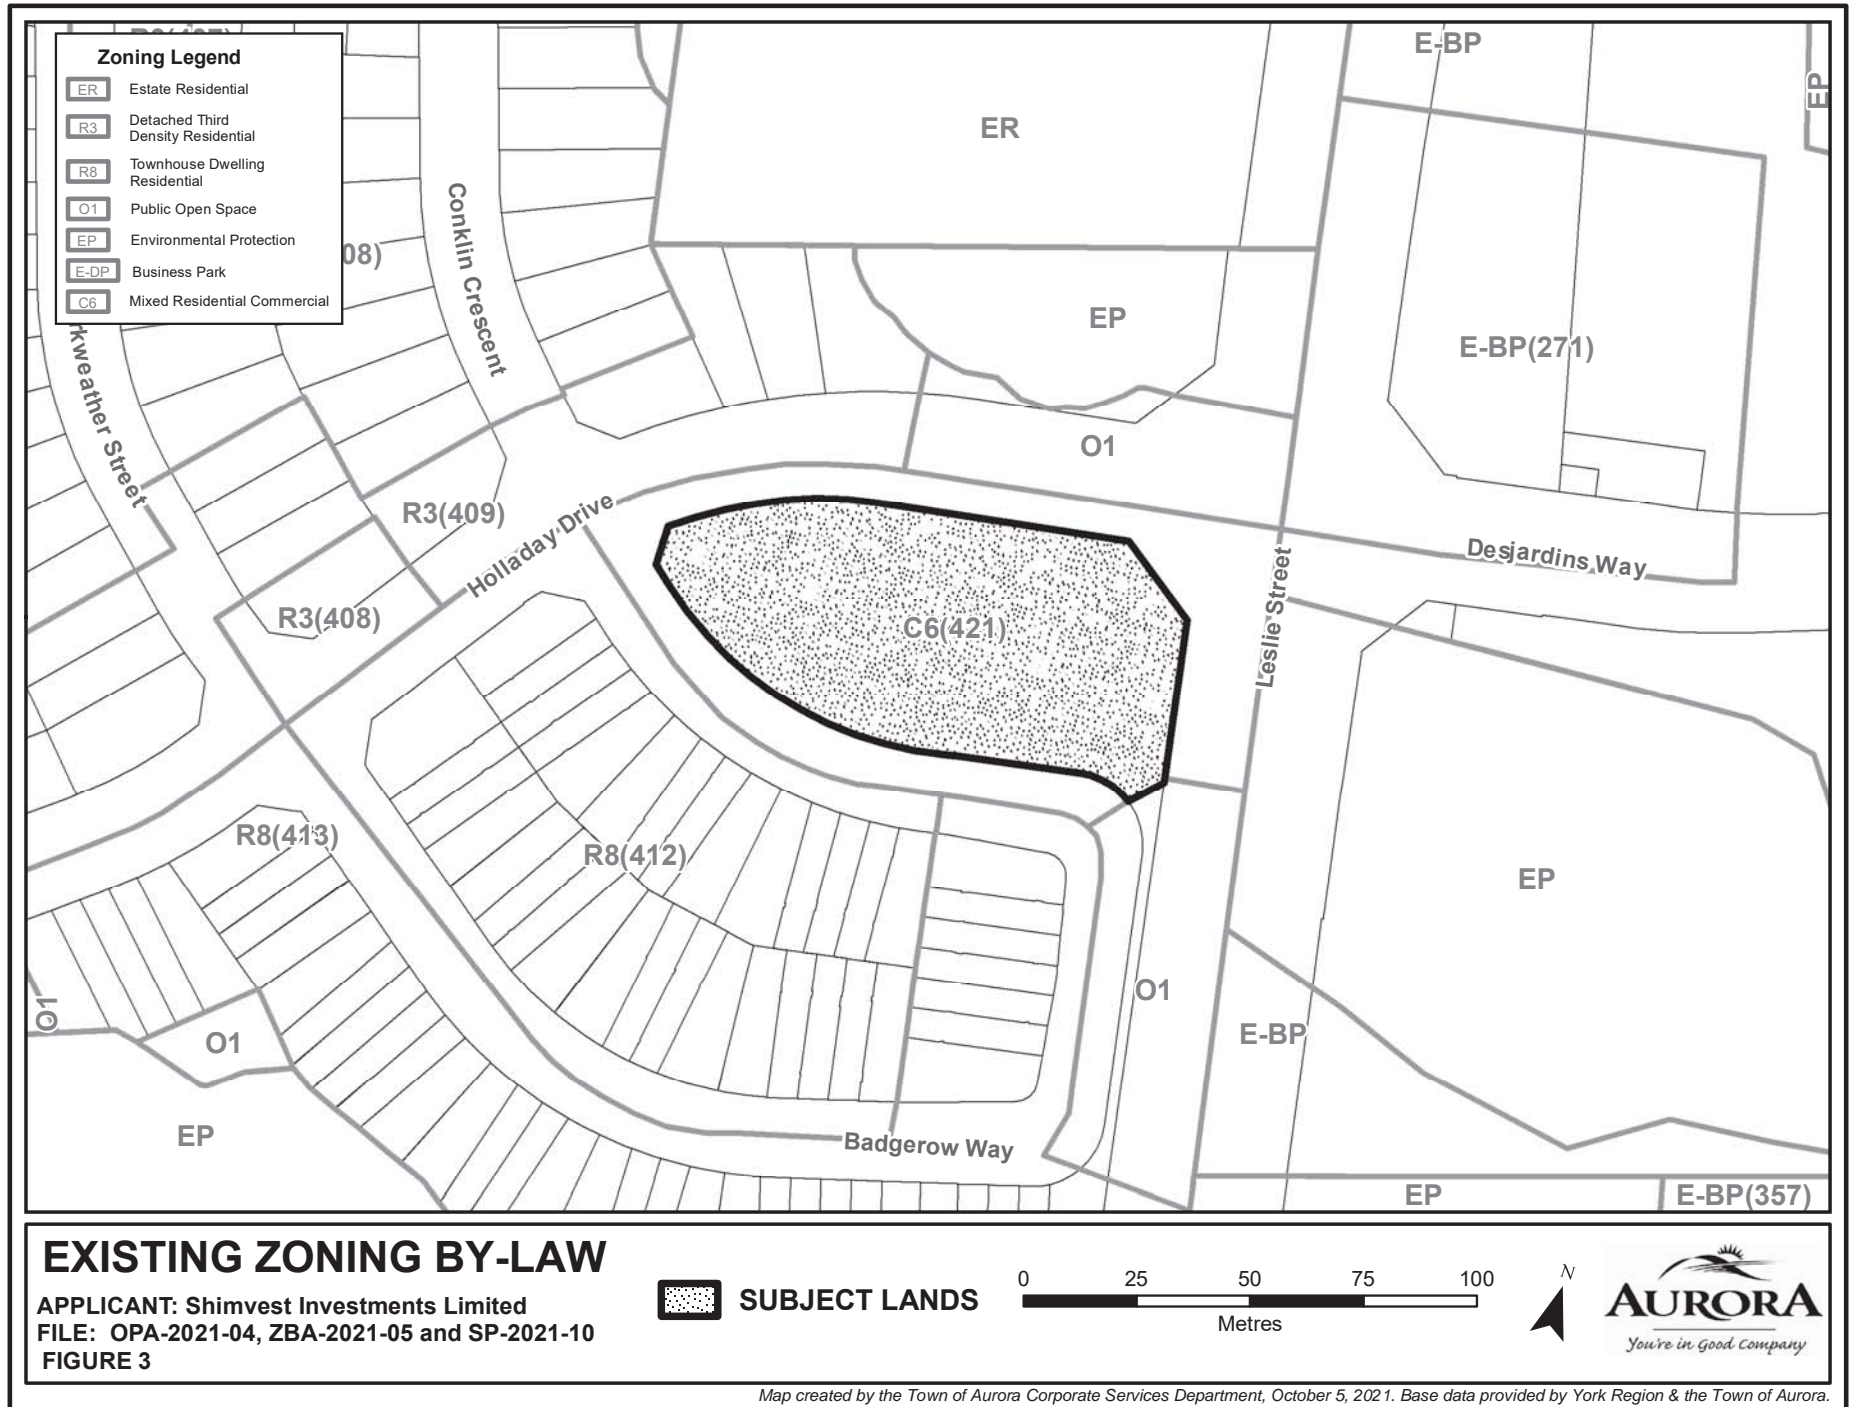 Zoning Legend
ER Estate Residential
R3 Detached Third
Density Residential
R8 Townhouse Dwelling
Residential
O1 Public Open Space
EP Environmental Protection
E-DP Business Park
C6 Mixed Residential Commercial
08)
E-BP
EP
ER
Conklin Crescent
EP
E-BP(271)
rkweather Street
O1
R3(409)
Holladay Drive
Desjardins Way
R3(408)
C6(421)
Leslie Street
R8(413)
R8(412)
EP
O1
O1
O1
E-BP
EP
Badgerow Way
EP
E-BP(357)
EXISTING ZONING BY-LAW
APPLICANT: Shimvest Investments Limited
FILE: OPA-2021-04, ZBA-2021-05 and SP-2021-10
FIGURE 3
SUBJECT LANDS
0 25 50 75 100
Metres
N
AURORA
You're in Good Company
Map created by the Town of Aurora Corporate Services Department, October 5, 2021. Base data provided by York Region & the Town of Aurora.